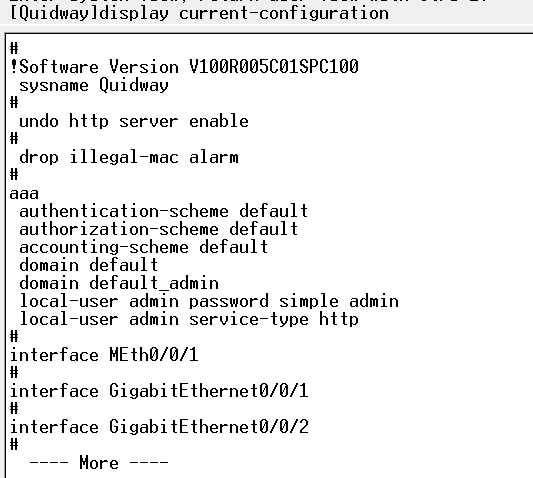 [Quidway]display current-configuration
#
!Software Version V100R005C01SPC100
sysname Quidway
#
undo http server enable
#
drop illegal-mac alarm
#
aaa
authentication-scheme default
authorization-scheme default
accounting-scheme default
domain default
domain default_admin
local-user admin password simple admin
local-user admin service-type http
#
interface MEth0/0/1
#
interface GigabitEthernet0/0/1
#
interface GigabitEthernet0/0/2
#
---- More ----